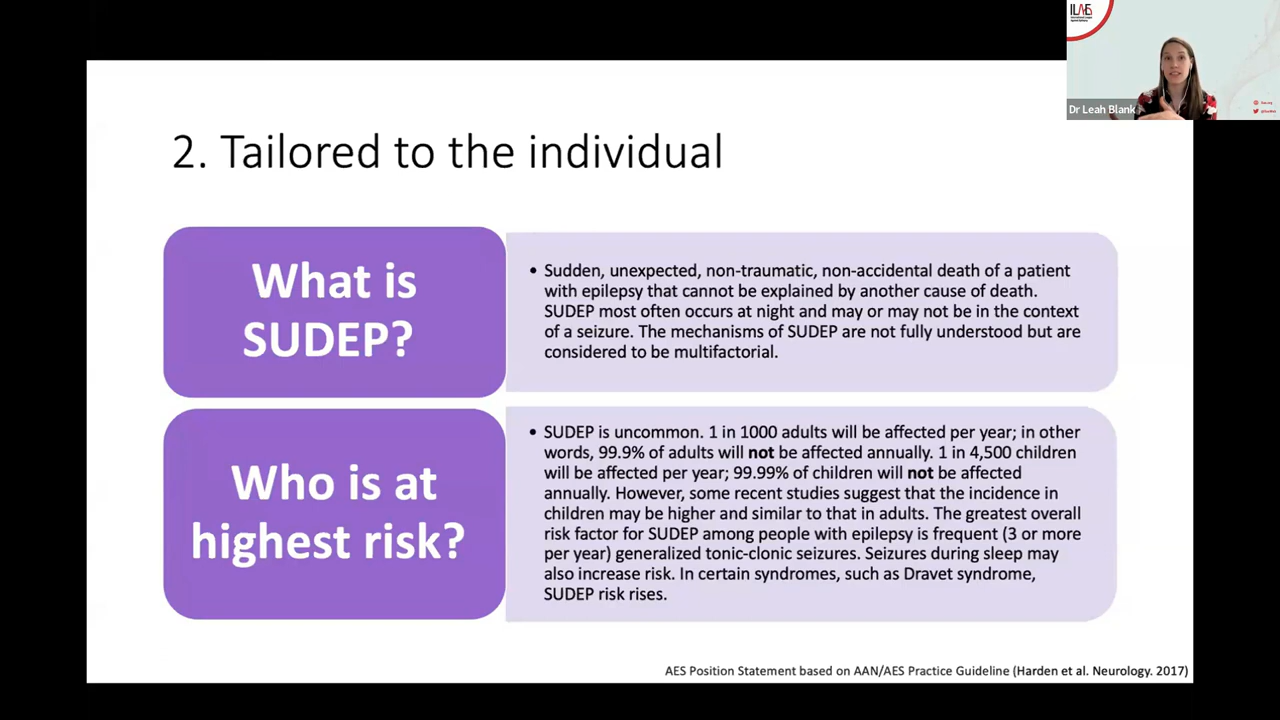 ILAE
Dr Leah Blank
2. Tailored to the individual
What is
SUDEP?
• Sudden, unexpected, non-traumatic, non-accidental death of a patient
with epilepsy that cannot be explained by another cause of death.
SUDEP most often occurs at night and may or may not be in the context
of a seizure. The mechanisms of SUDEP are not fully understood but are
considered to be multifactorial.
Who is at
highest risk?
• SUDEP is uncommon. 1 in 1000 adults will be affected per year; in other
words, 99.9% of adults will not be affected annually. 1 in 4,500 children
will be affected per year; 99.99% of children will not be affected
annually. However, some recent studies suggest that the incidence in
children may be higher and similar to that in adults. The greatest overall
risk factor for SUDEP among people with epilepsy is frequent (3 or more
per year) generalized tonic-clonic seizures. Seizures during sleep may
also increase risk. In certain syndromes, such as Dravet syndrome,
SUDEP risk rises.
AES Position Statement based on AAN/AES Practice Guideline (Harden et al. Neurology. 2017)